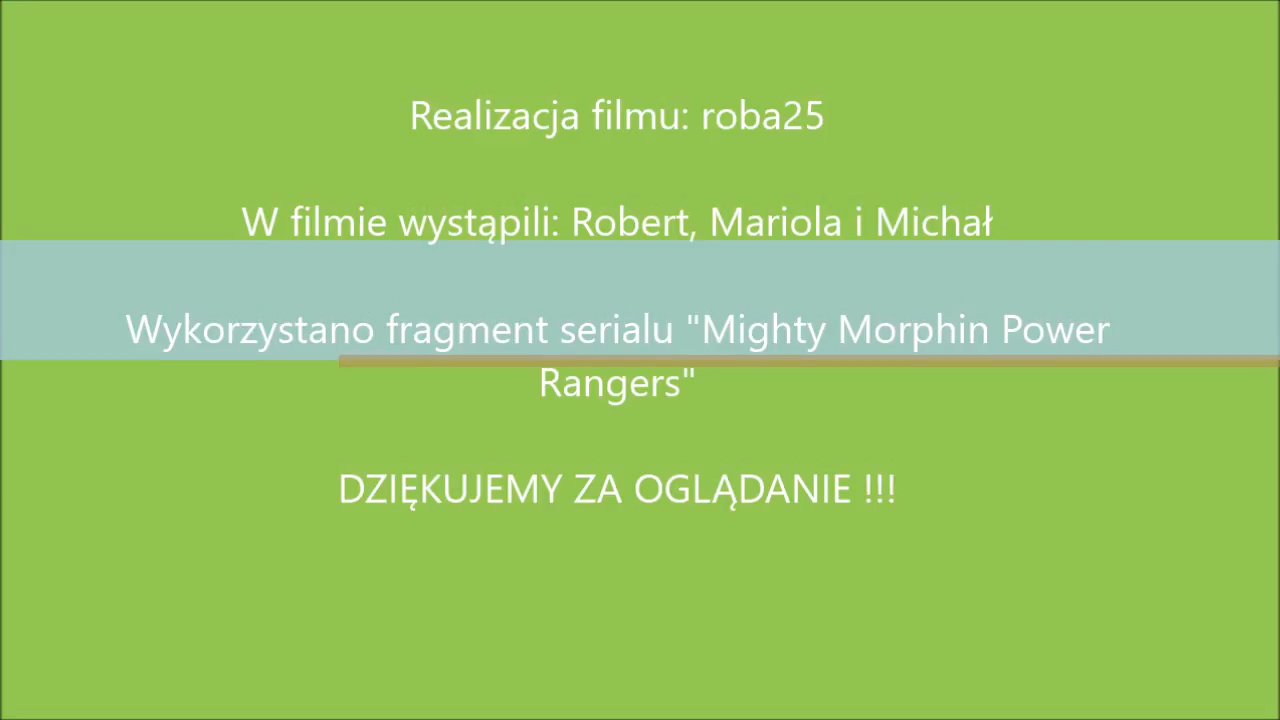 Realizacja filmu: roba25
W filmie wystąpili: Robert, Mariola i Michał
Wykorzystano fragment serialu "Mighty Morphin Power
Rangers"
DZIĘKUJEMY ZA OGLĄDANIE !!!